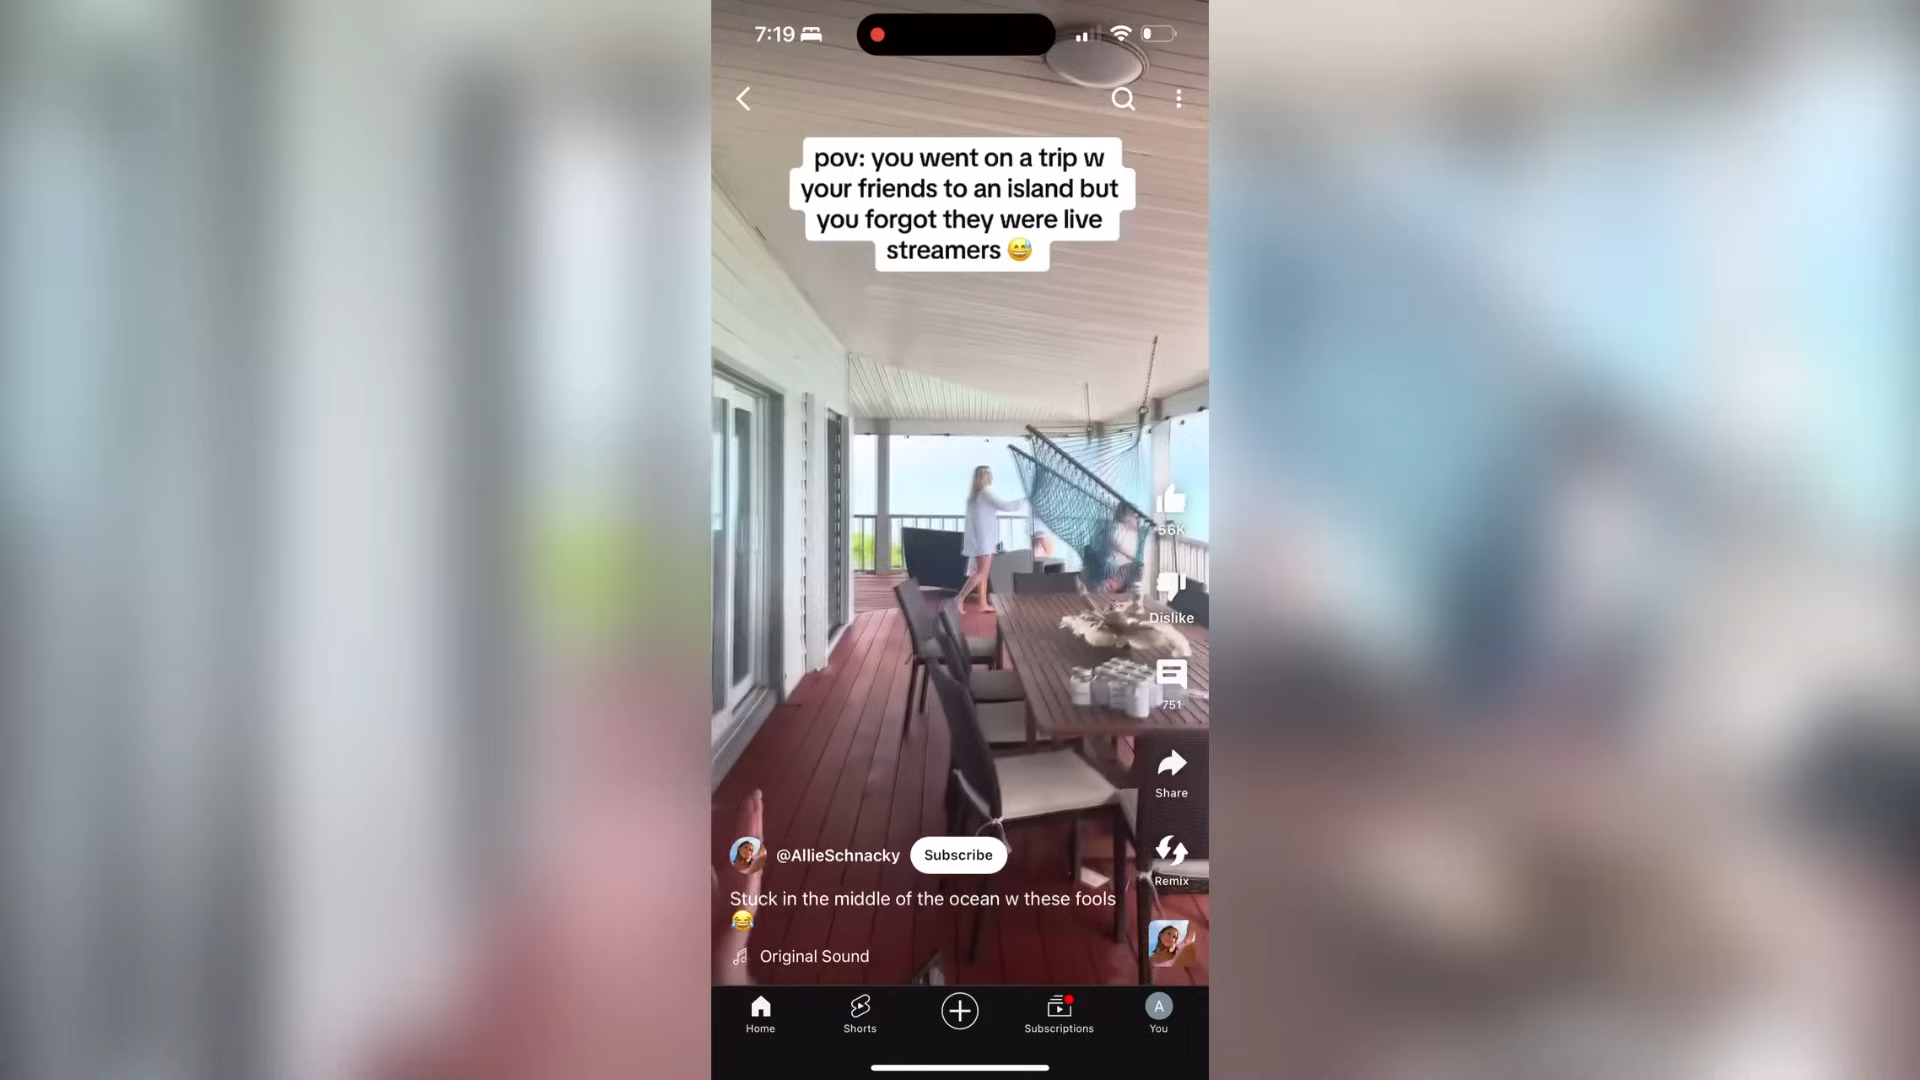 7:19
pov: you went on a trip w
your friends to an island but
you forgot they were live
streamers 😅
56K
Dislike
751
Share
Remix
@AllieSchnacky
Subscribe
Stuck in the middle of the ocean w these fools
😂
Original Sound
Home
Shorts
Subscriptions
A
You